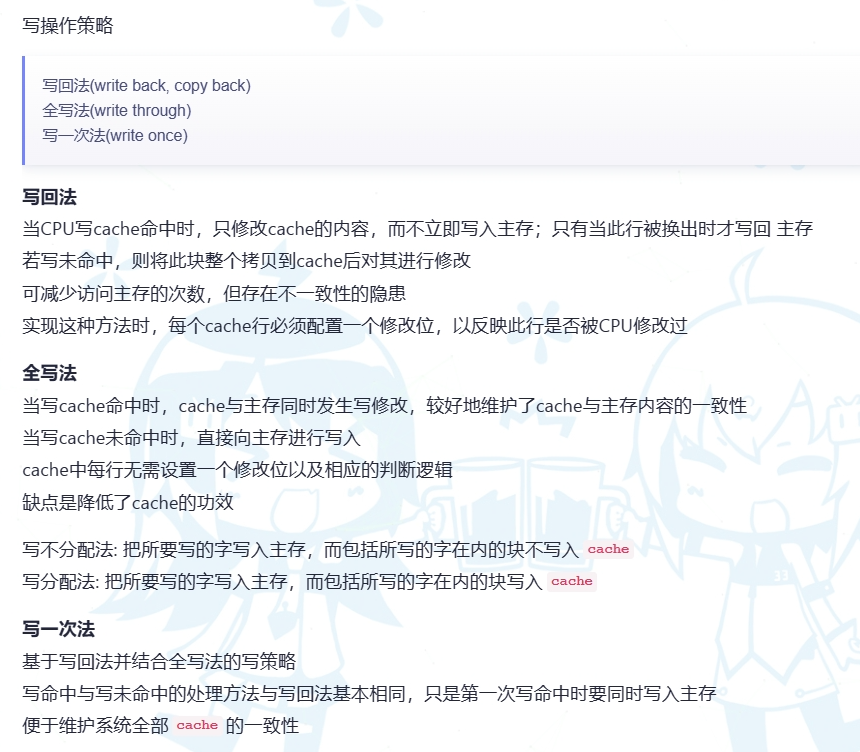 写操作策略
写回法(write back, copy back)
全写法(write through)
写一次法(write once)
写回法
当CPU写cache命中时，只修改cache的内容，而不立即写入主存；只有当此行被换出时才写回 主存
若写未命中，则将此块整个拷贝到cache后对其进行修改
可减少访问主存的次数，但存在不一致性的隐患
实现这种方法时，每个cache行必须配置一个修改位，以反映此行是否被CPU修改过
全写法
当写cache命中时，cache与主存同时发生写修改，较好地维护了cache与主存内容的一致性
当写cache未命中时，直接向主存进行写入
cache中每行无需设置一个修改位以及相应的判断逻辑
缺点是降低了cache的功效
写不分配法: 把所要写的字写入主存，而包括所写的字在内的块不写入 cache
写分配法: 把所要写的字写入主存，而包括所写的字在内的块写入 cache
写一次法
基于写回法并结合全写法的写策略
写命中与写未命中的处理方法与写回法基本相同，只是第一次写命中时要同时写入主存
便于维护系统全部 cache 的一致性
33